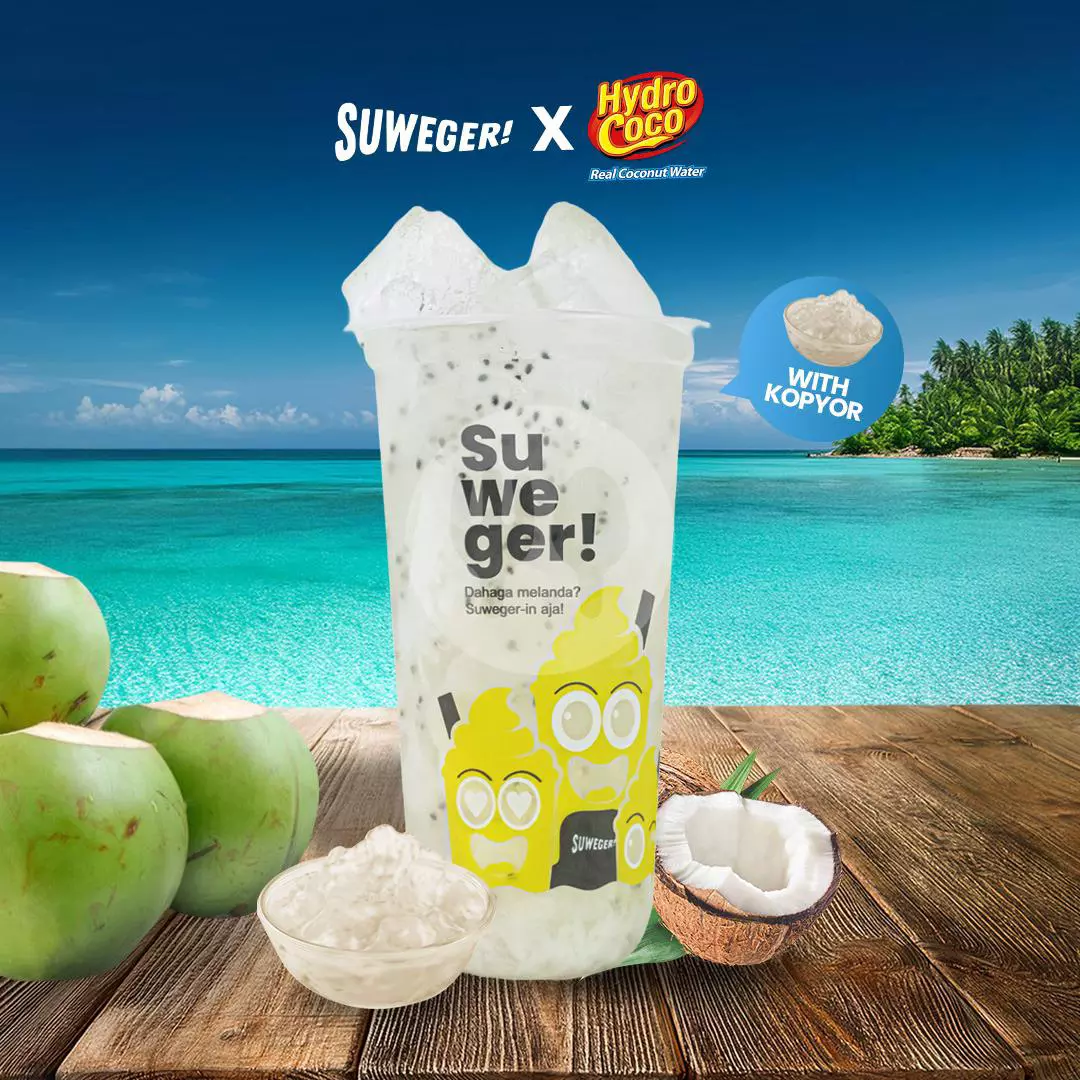 SUWEGER! X Hydro
Coco
Real Coconut Water
WITH
KOPYOR
Su
we
ger!
Dahaga melanda?
Suweger-in aja!
SUWEGER!